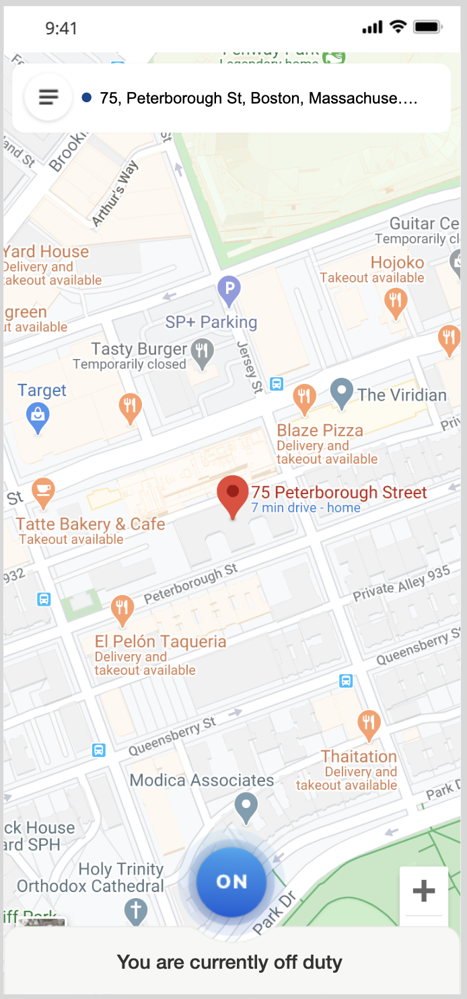 9:41
Fenway Park
Legendary home
75, Peterborough St, Boston, Massachuse....
St
Arthur's Way
Guitar Ce
Temporarily cl
Yard House
Delivery and
takeout available
Hojoko
Takeout available
P
green
ut available
SP+ Parking
Tasty Burger
Temporarily closed
Jersey St
Target
The Viridian
Blaze Pizza
Delivery and
takeout available
St
75 Peterborough Street
7 min drive - home
Tatte Bakery & Cafe
Takeout available
932
Peterborough St
Private Alley 935
El Pelón Taqueria
Delivery and
takeout available
Queensberry St
Queensberry St
Thaitation
Delivery and
takeout available
Modica Associates
Park D
ck House
ard SPH
Holy Trinity
Orthodox Cathedral
ON
+
Park Dr
iff Park
You are currently off duty